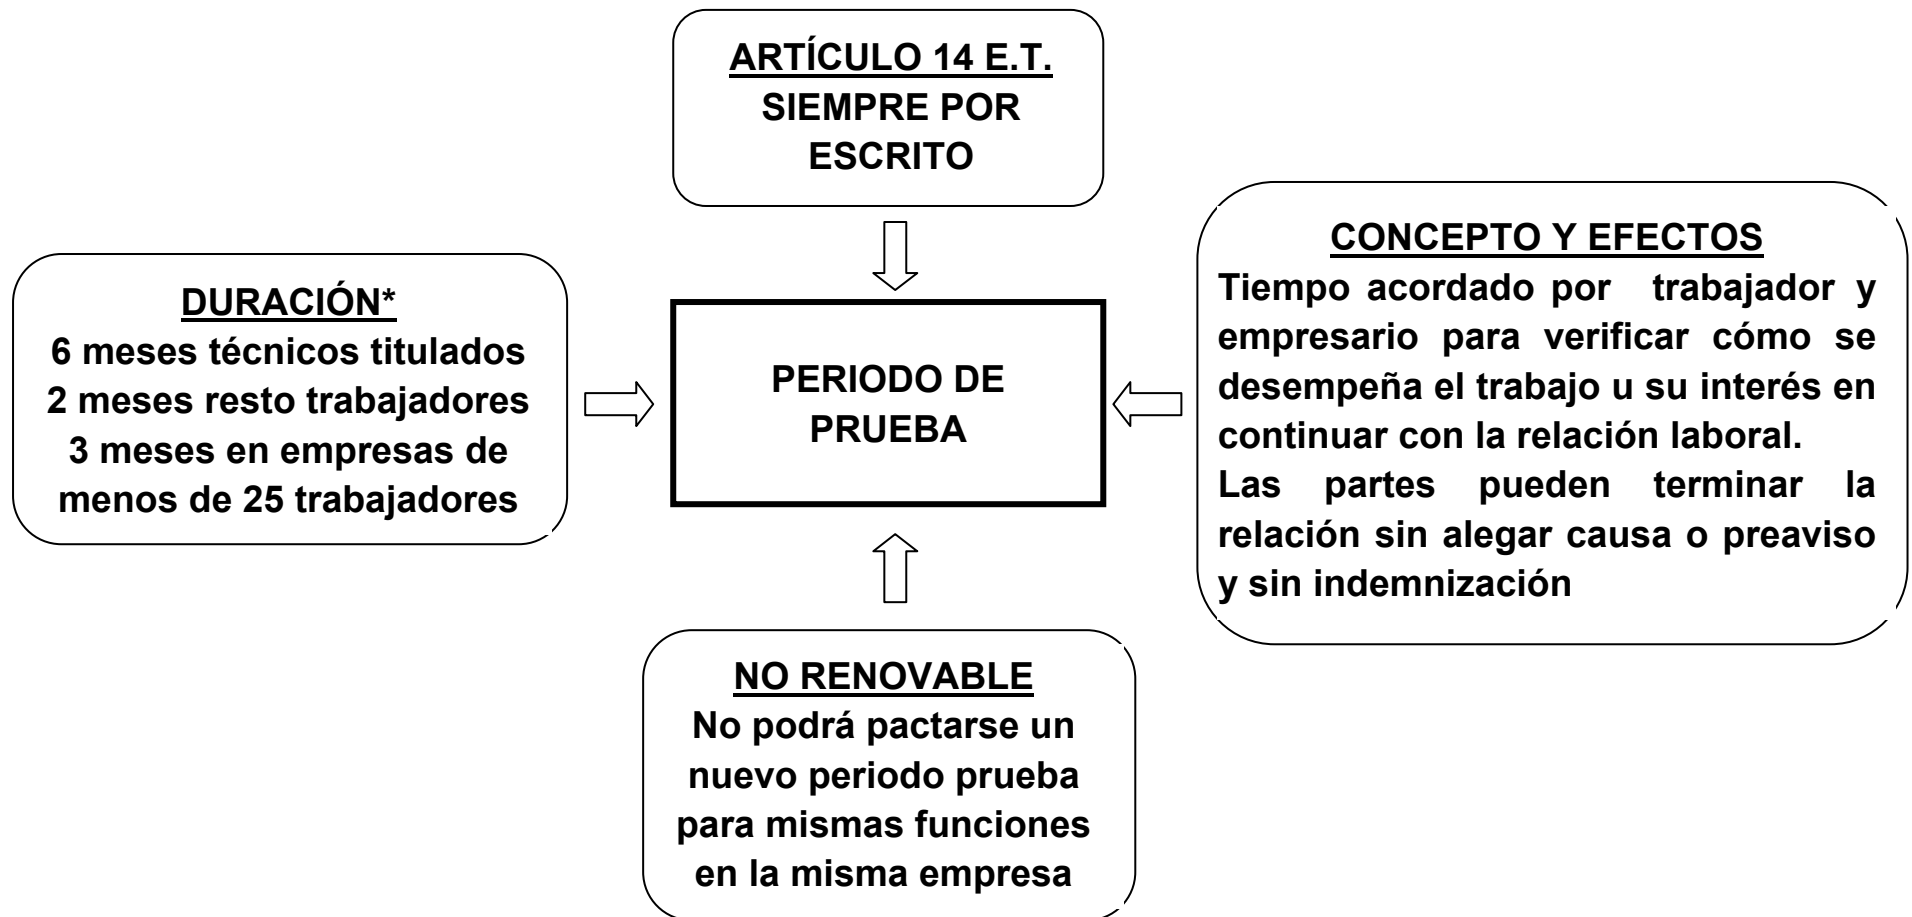 ARTÍCULO 14 E.T.
SIEMPRE POR
ESCRITO
DURACIÓN*
6 meses técnicos titulados
2 meses resto trabajadores
3 meses en empresas de
menos de 25 trabajadores
PERIODO DE
PRUEBA
CONCEPTO Y EFECTOS
Tiempo acordado por trabajador y
empresario para verificar cómo se
desempeña el trabajo u su interés en
continuar con la relación laboral.
Las partes pueden terminar la
relación sin alegar causa o preaviso
y sin indemnización
NO RENOVABLE
No podrá pactarse un
nuevo periodo prueba
para mismas funciones
en la misma empresa